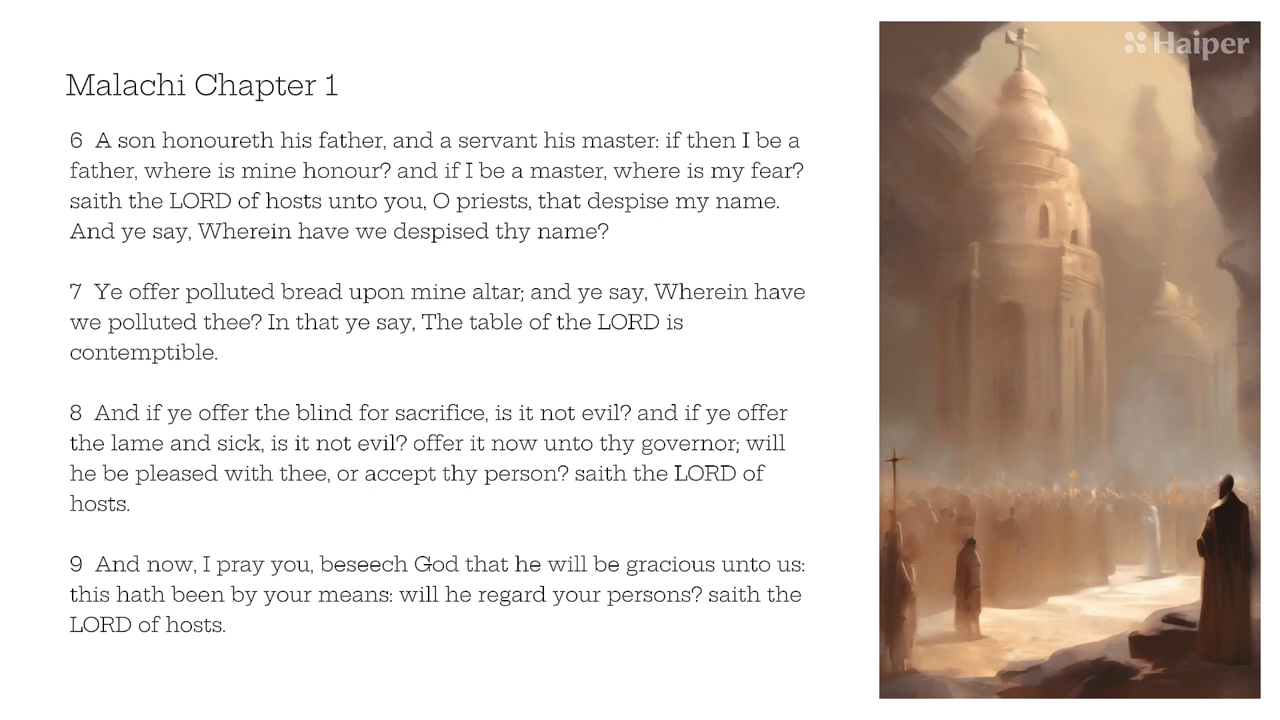 Malachi Chapter 1
6 A son honoureth his father, and a servant his master: if then I be a
father, where is mine honour? and if I be a master, where is my fear?
saith the LORD of hosts unto you, O priests, that despise my name.
And ye say, Wherein have we despised thy name?
7 Ye offer polluted bread upon mine altar; and ye say, Wherein have
we polluted thee? In that ye say, The table of the LORD is
contemptible.
8 And if ye offer the blind for sacrifice, is it not evil? and if ye offer
the lame and sick, is it not evil? offer it now unto thy governor; will
he be pleased with thee, or accept thy person? saith the LORD of
hosts.
9 And now, I pray you, beseech God that he will be gracious unto us:
this hath been by your means: will he regard your persons? saith the
LORD of hosts.
Haiper